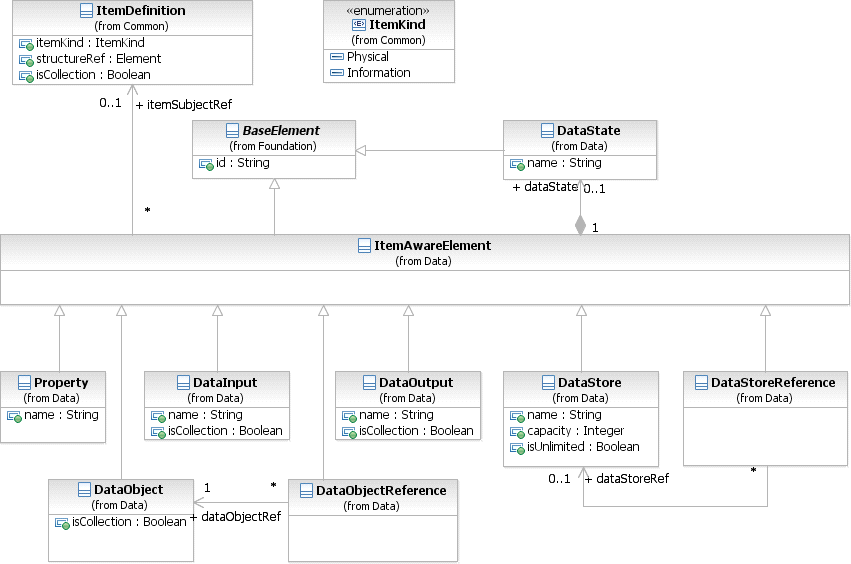 ItemDefinition
(from Common)
itemKind : ItemKind
structureRef : Element
isCollection : Boolean
«enumeration»
ItemKind
(from Common)
Physical
Information
0..1
+ itemSubjectRef
*
BaseElement
(from Foundation)
id : String
DataState
(from Data)
name : String
+ dataState
0..1
1
ItemAwareElement
(from Data)
Property
(from Data)
name : String
DataInput
(from Data)
name : String
isCollection : Boolean
DataOutput
(from Data)
name : String
isCollection : Boolean
DataStore
(from Data)
name : String
capacity : Integer
isUnlimited : Boolean
DataStoreReference
(from Data)
0..1
+ dataStoreRef
*
DataObject
(from Data)
isCollection : Boolean
1
*
+ dataObjectRef
DataObjectReference
(from Data)